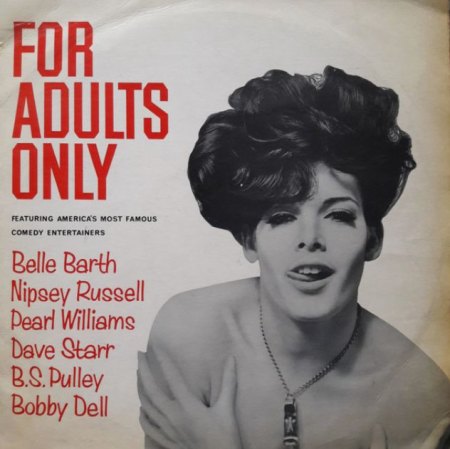 FOR
ADULTS
ONLY
FEATURING AMERICA'S MOST FAMOUS
COMEDY ENTERTAINERS
Belle Barth
Nipsey Russell
Pearl Williams
Dave Starr
B.S. Pulley
Bobby Dell